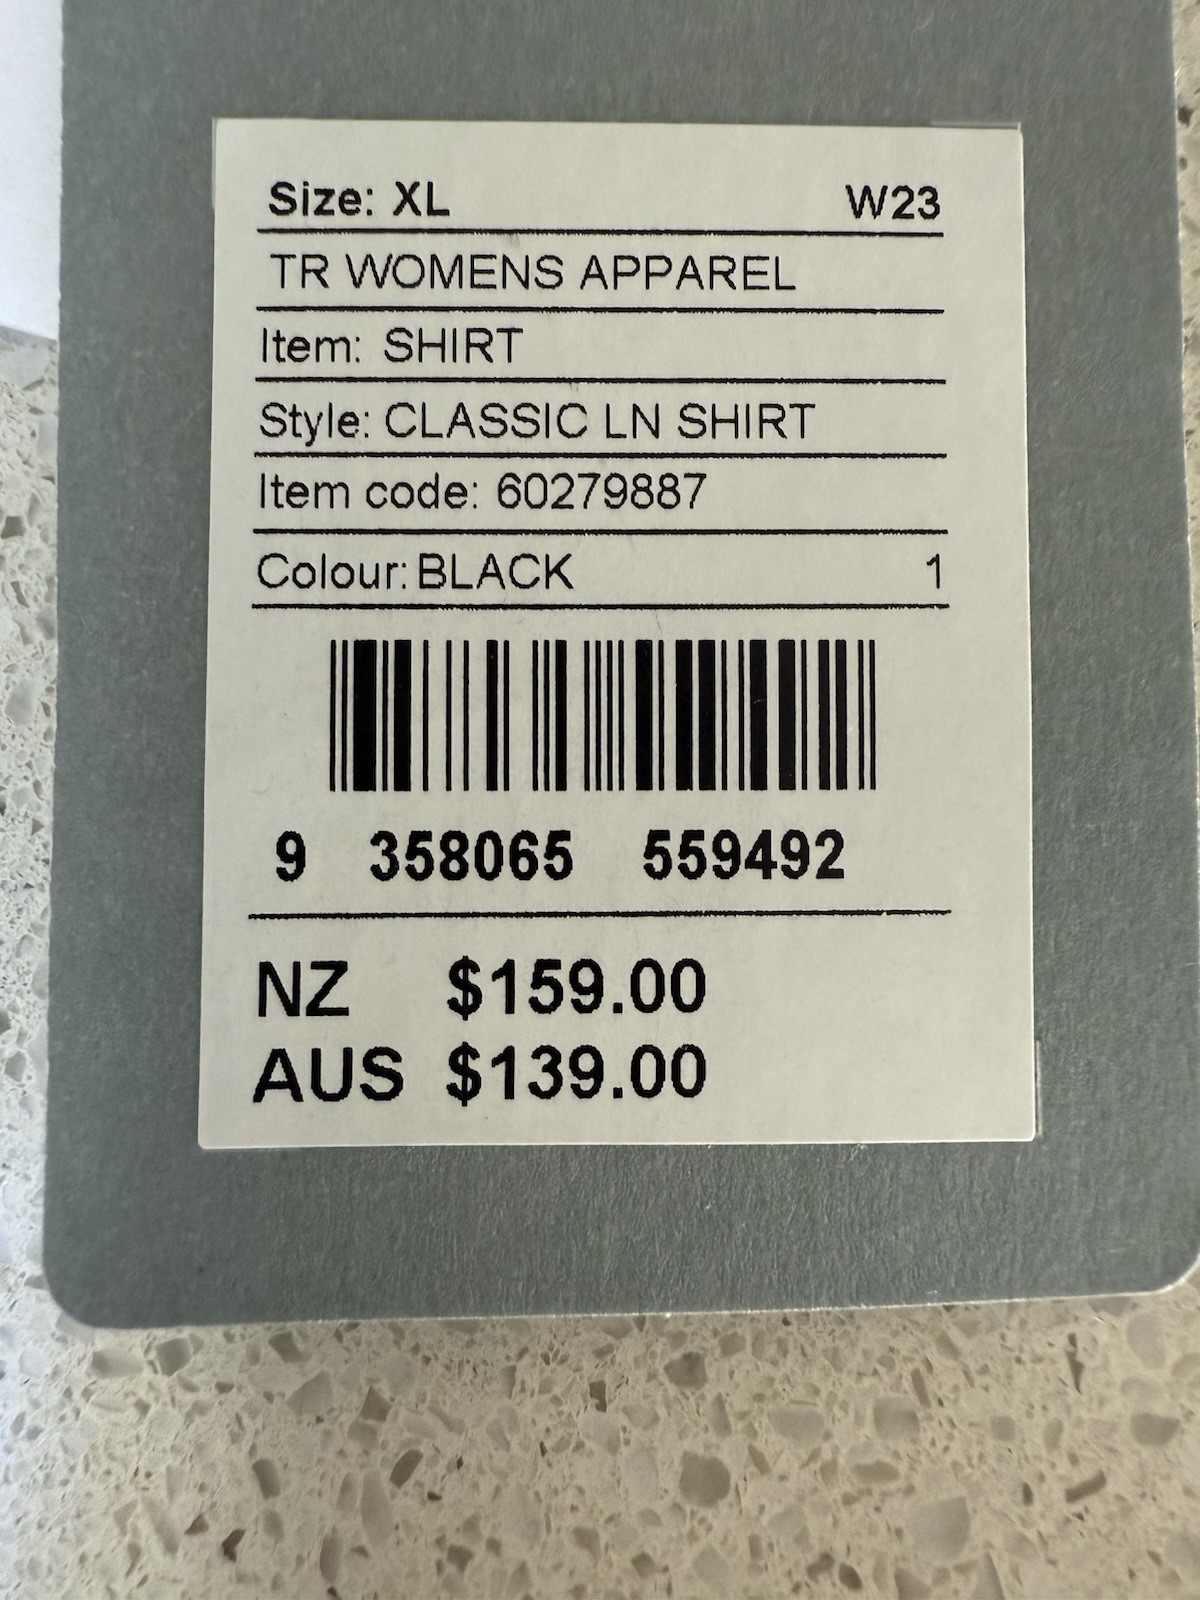 Size: XL W23
TR WOMENS APPAREL
Item: SHIRT
Style: CLASSIC LN SHIRT
Item code: 60279887
Colour: BLACK 1
9 358065 559492
NZ $159.00
AUS $139.00